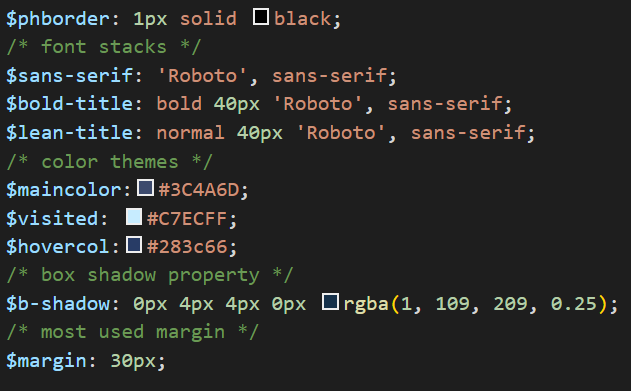 $phborder: 1px solid black;
/* font stacks */
$sans-serif: 'Roboto', sans-serif;
$bold-title: bold 40px 'Roboto', sans-serif;
$lean-title: normal 40px 'Roboto', sans-serif;
/* color themes */
$maincolor: #3C4A6D;
$visited: #C7ECFF;
$hovercol: #283c66;
/* box shadow property */
$b-shadow: 0px 4px 4px 0px rgba(1, 109, 209, 0.25);
/* most used margin */
$margin: 30px;